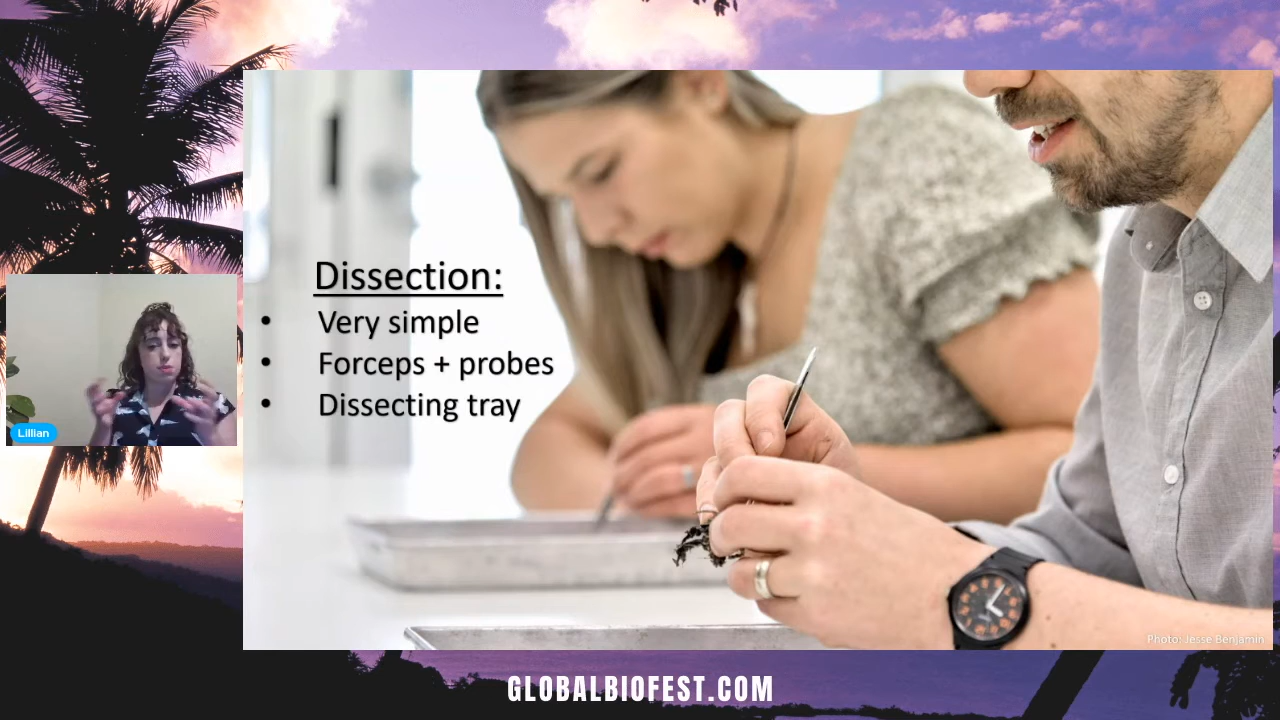 Dissection:
• Very simple
• Forceps + probes
• Dissecting tray
Lillian
Photo: Jesse Benjamin
GLOBALBIOFEST.COM